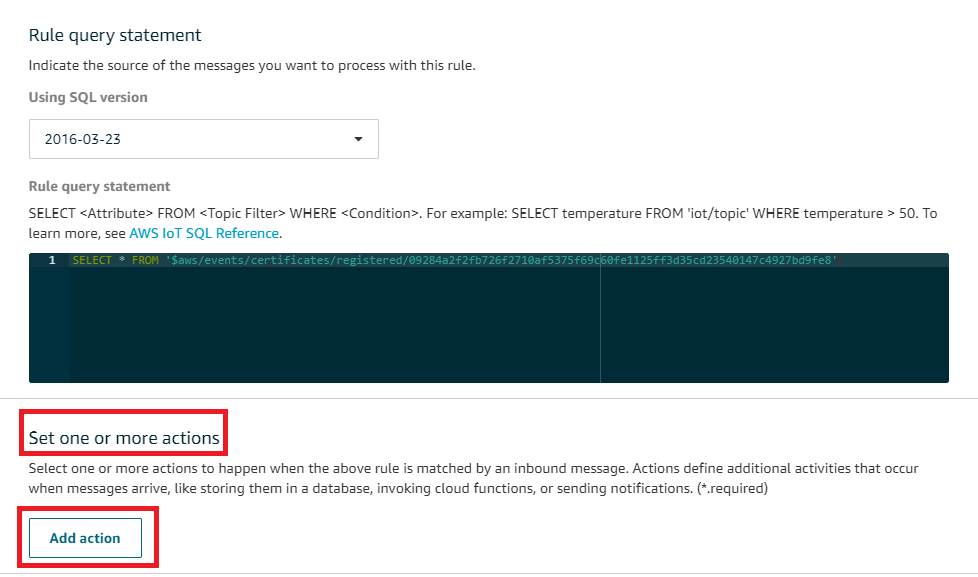 Rule query statement
Indicate the source of the messages you want to process with this rule.
Using SQL version
2016-03-23
Rule query statement
SELECT <Attribute> FROM <Topic Filter> WHERE <Condition>. For example: SELECT temperature FROM 'iot/topic' WHERE temperature > 50. To
learn more, see AWS IoT SQL Reference.
1 SELECT * FROM '$aws/events/certificates/registered/09284a2f2fb726f2710af5375f69c60fe1125ff3d35cd23540147c4927bd9fe8'
Set one or more actions
Select one or more actions to happen when the above rule is matched by an inbound message. Actions define additional activities that occur
when messages arrive, like storing them in a database, invoking cloud functions, or sending notifications. (*.required)
Add action